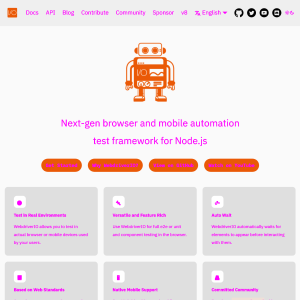 Docs API Blog Contribute Community Sponsor v8 English
Next-gen browser and mobile automation
test framework for Node.js
Test in Real Environments
WebdriverIO allows you to test in
actual browser or mobile devices used
by your users.
Versatile and Feature Rich
Use WebdriverIO for full e2e or unit
and component testing in the browser.
Auto Wait
WebdriverIO automatically waits for
elements to appear before interacting
with them.
Based on Web Standards
Native Mobile Support
Committed Community